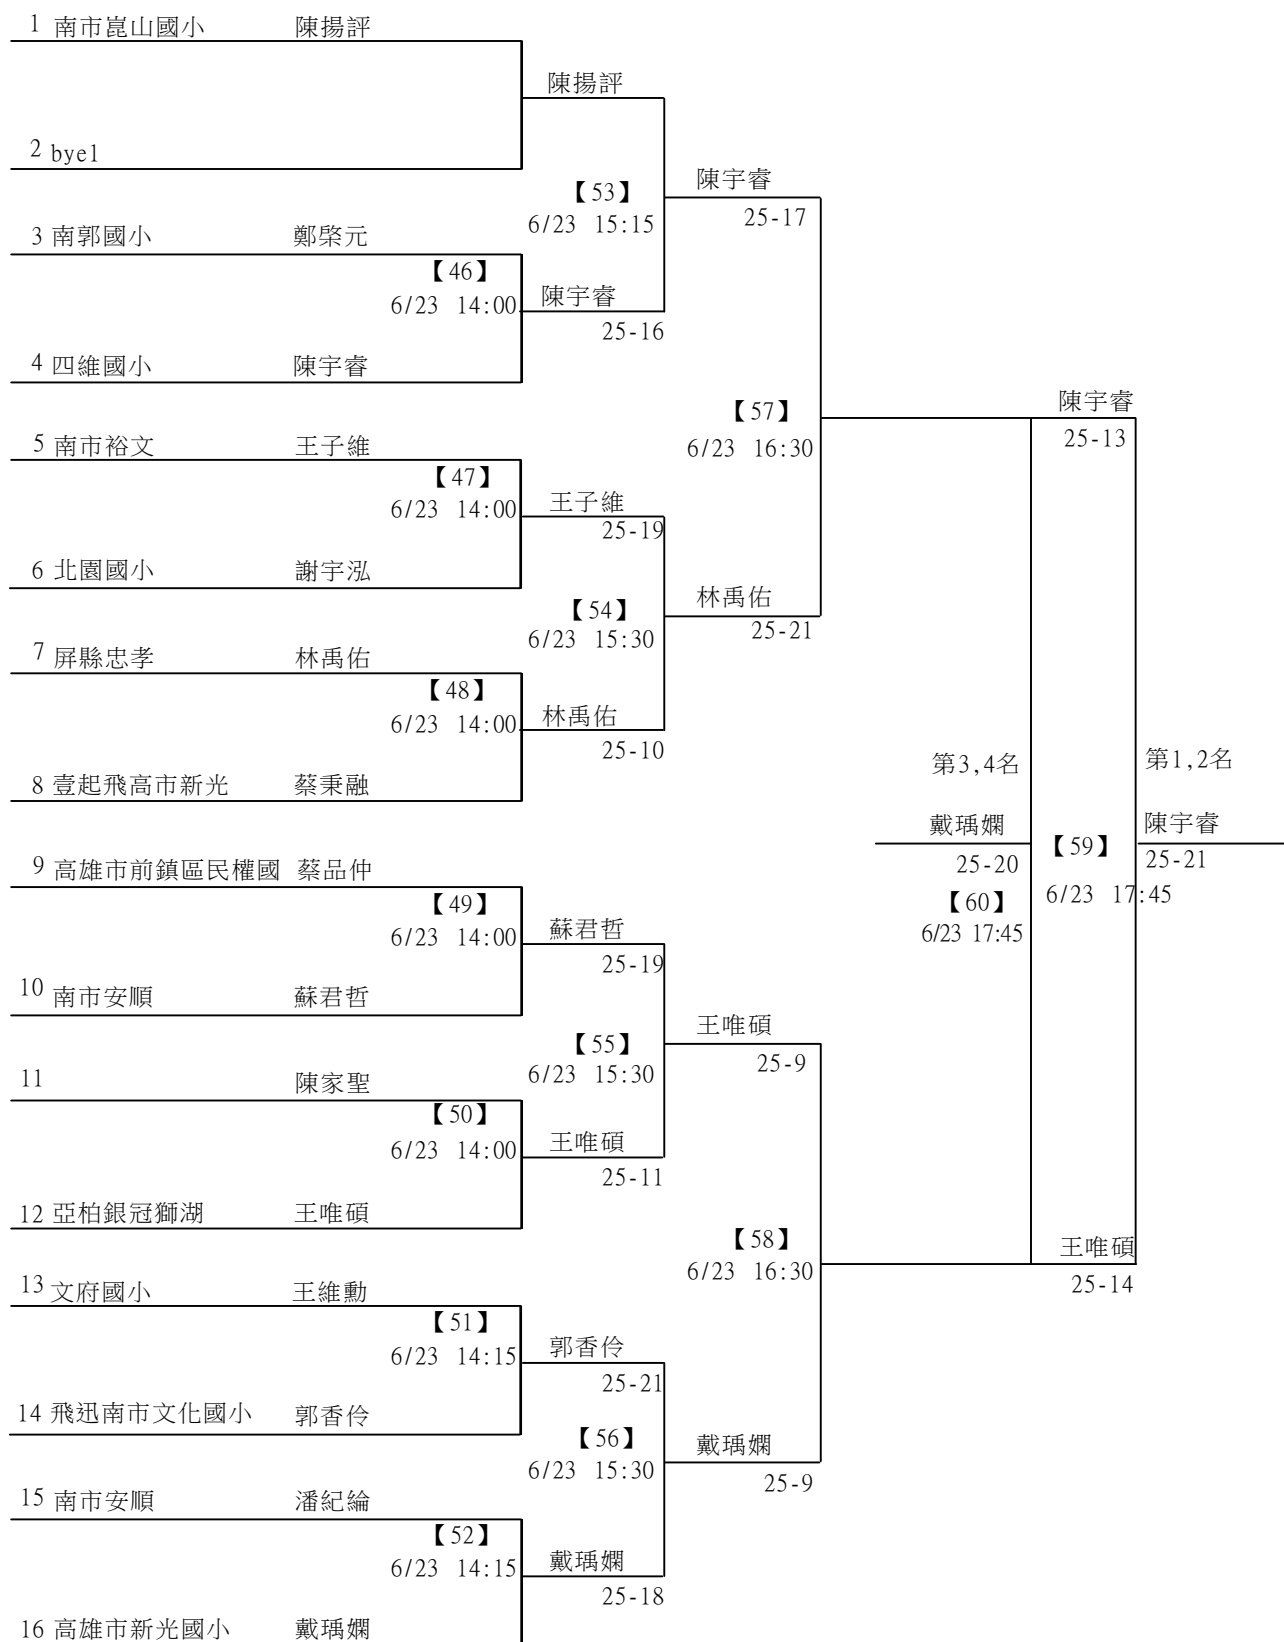 1 南市崑山國小 陳揚評
陳揚評
2 bye1
【53】 陳宇睿
6/23 15:15 25-17
3 南郭國小 鄭棨元
【46】
6/23 14:00 陳宇睿
25-16
4 四維國小 陳宇睿
【57】 陳宇睿
6/23 16:30 25-13
5 南市裕文 王子維
【47】
6/23 14:00 王子維
25-19
6 北園國小 謝宇泓
【54】 林禹佑
6/23 15:30 25-21
7 屏縣忠孝 林禹佑
【48】
6/23 14:00 林禹佑
25-10
8 壹起飛高市新光 蔡秉融
第3,4名 第1,2名
戴瑀嫻 【59】 陳宇睿
25-20 6/23 17:45 25-21
【60】
6/23 17:45
9 高雄市前鎮區民權國 蔡品仲
【49】
6/23 14:00 蘇君哲
25-19
10 南市安順 蘇君哲
【55】 王唯碩
6/23 15:30 25-9
11 陳家聖
【50】
6/23 14:00 王唯碩
25-11
12 亞柏銀冠獅湖 王唯碩
【58】 王唯碩
6/23 16:30 25-14
13 文府國小 王維勳
【51】
6/23 14:15 郭香伶
25-21
14 飛迅南市文化國小 郭香伶
【56】 戴瑀嫻
6/23 15:30 25-9
15 南市安順 潘紀綸
【52】
6/23 14:15 戴瑀嫻
25-18
16 高雄市新光國小 戴瑀嫻